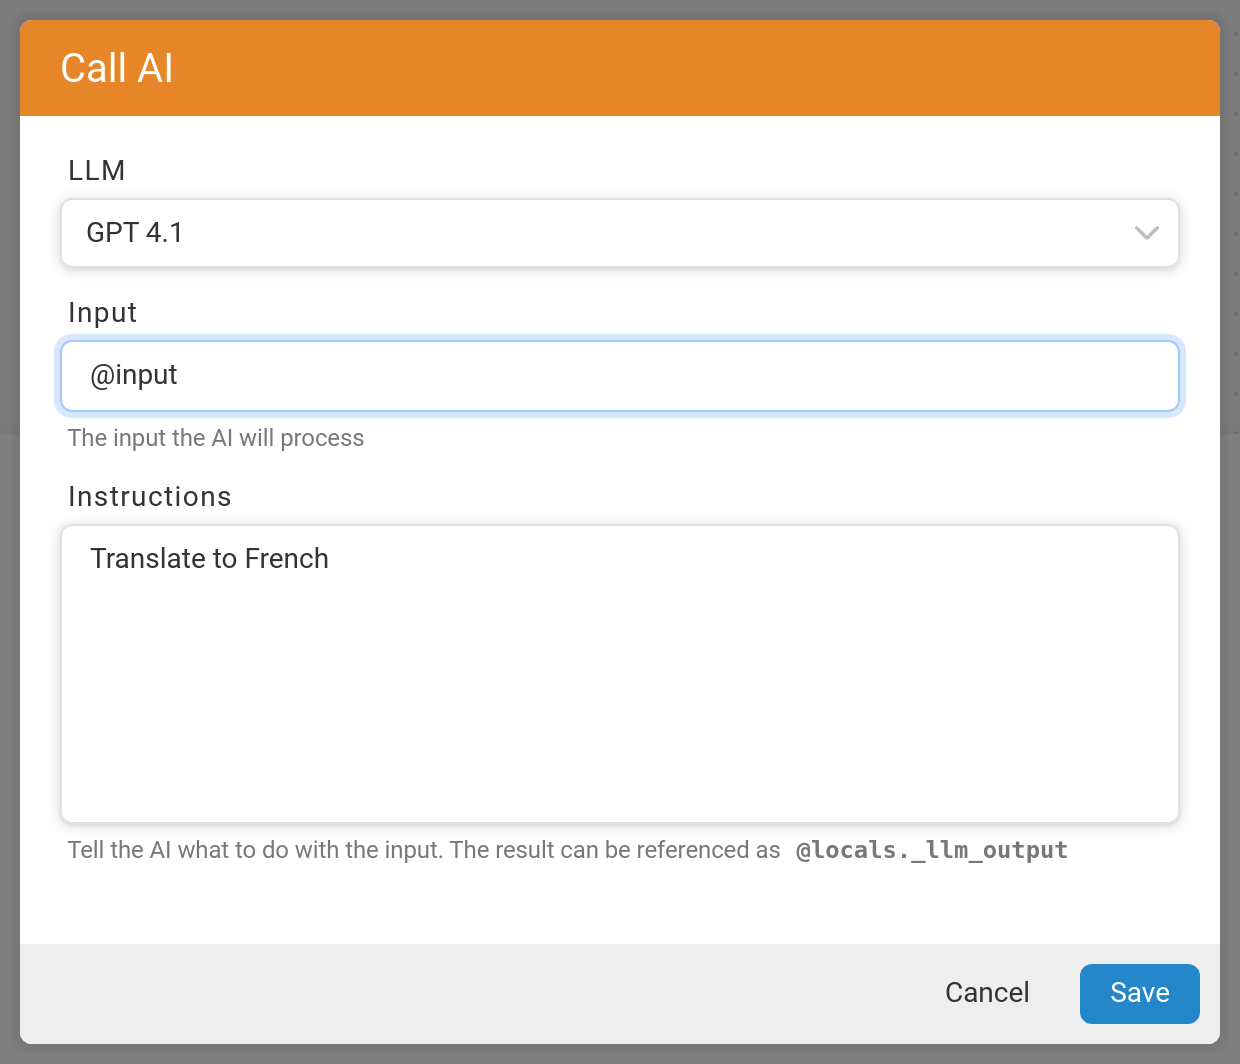 Call AI
LLM
GPT 4.1
Input
@input
The input the AI will process
Instructions
Translate to French
Tell the AI what to do with the input. The result can be referenced as @locals._llm_output
Cancel
Save